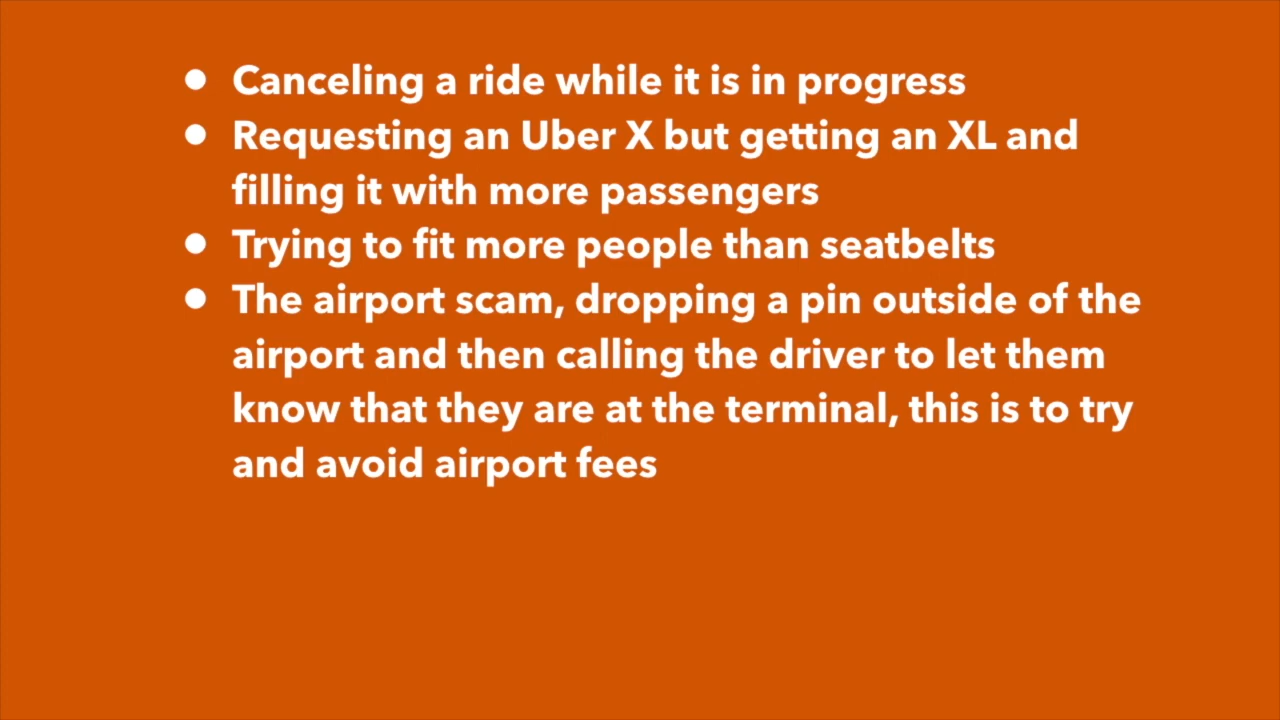 • Canceling a ride while it is in progress
• Requesting an Uber X but getting an XL and
filling it with more passengers
• Trying to fit more people than seatbelts
• The airport scam, dropping a pin outside of the
airport and then calling the driver to let them
know that they are at the terminal, this is to try
and avoid airport fees